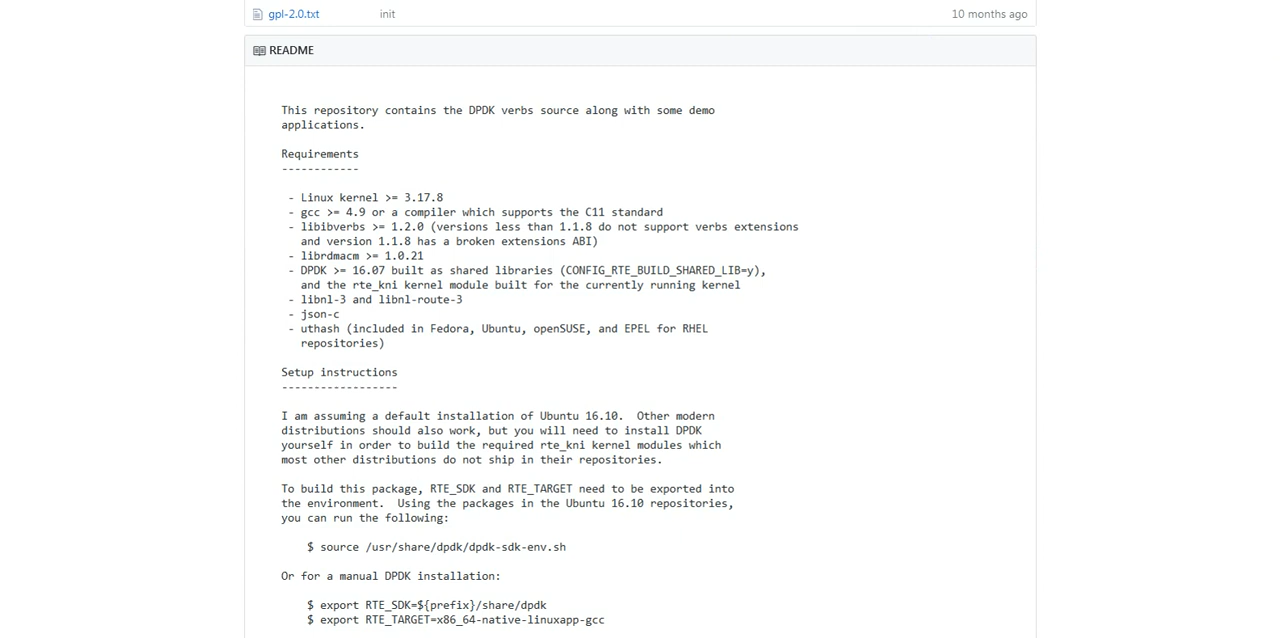 gpl-2.0.txt init 10 months ago
README
This repository contains the DPDK verbs source along with some demo
applications.
Requirements
------------
- Linux kernel >= 3.17.8
- gcc >= 4.9 or a compiler which supports the C11 standard
- libibverbs >= 1.2.0 (versions less than 1.1.8 do not support verbs extensions
and version 1.1.8 has a broken extensions ABI)
- librdmacm >= 1.0.21
- DPDK >= 16.07 built as shared libraries (CONFIG_RTE_BUILD_SHARED_LIB=y),
and the rte_kni kernel module built for the currently running kernel
- libnl-3 and libnl-route-3
- json-c
- uthash (included in Fedora, Ubuntu, openSUSE, and EPEL for RHEL
repositories)
Setup instructions
------------------
I am assuming a default installation of Ubuntu 16.10.  Other modern
distributions should also work, but you will need to install DPDK
yourself in order to build the required rte_kni kernel modules which
most other distributions do not ship in their repositories.
To build this package, RTE_SDK and RTE_TARGET need to be exported into
the environment.  Using the packages in the Ubuntu 16.10 repositories,
you can run the following:
$ source /usr/share/dpdk/dpdk-sdk-env.sh
Or for a manual DPDK installation:
$ export RTE_SDK=${prefix}/share/dpdk
$ export RTE_TARGET=x86_64-native-linuxapp-gcc